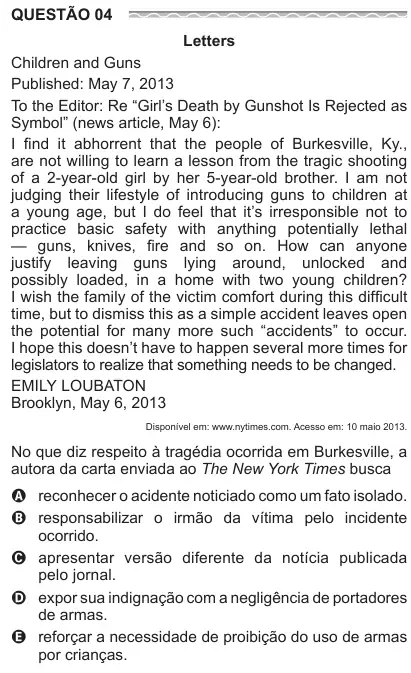 QUESTÃO 04
Letters
Children and Guns
Published: May 7, 2013
To the Editor: Re “Girl’s Death by Gunshot Is Rejected as
Symbol” (news article, May 6):
I find it abhorrent that the people of Burkesville, Ky.,
are not willing to learn a lesson from the tragic shooting
of a 2-year-old girl by her 5-year-old brother. I am not
judging their lifestyle of introducing guns to children at
a young age, but I do feel that it’s irresponsible not to
practice basic safety with anything potentially lethal
— guns, knives, fire and so on. How can anyone
justify leaving guns lying around, unlocked and
possibly loaded, in a home with two young children?
I wish the family of the victim comfort during this difficult
time, but to dismiss this as a simple accident leaves open
the potential for many more such “accidents” to occur.
I hope this doesn’t have to happen several more times for
legislators to realize that something needs to be changed.
EMILY LOUBATON
Brooklyn, May 6, 2013
Disponível em: www.nytimes.com. Acesso em: 10 maio 2013.
No que diz respeito à tragédia ocorrida em Burkesville, a
autora da carta enviada ao The New York Times busca
A reconhecer o acidente noticiado como um fato isolado.
B responsabilizar o irmão da vítima pelo incidente
ocorrido.
C apresentar versão diferente da notícia publicada
pelo jornal.
D expor sua indignação com a negligência de portadores
de armas.
E reforçar a necessidade de proibição do uso de armas
por crianças.